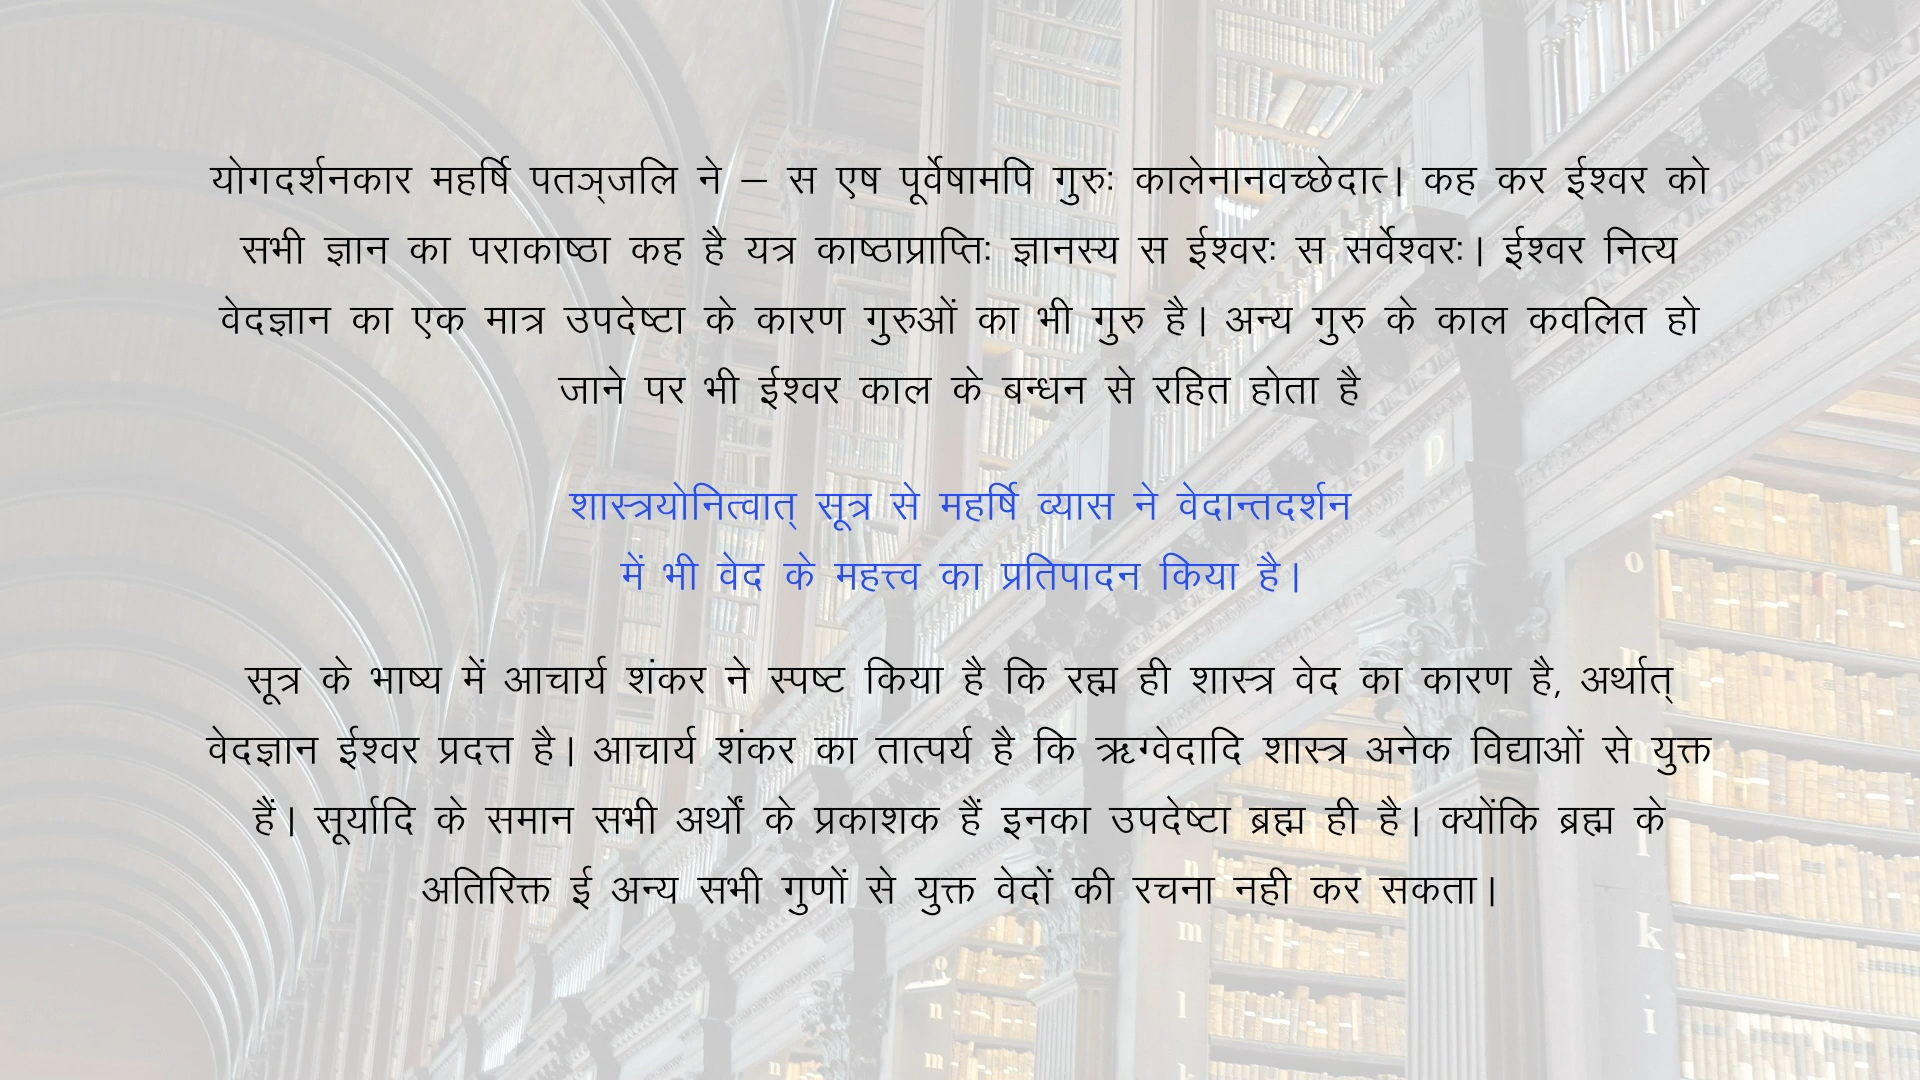 योगदर्शनकार महर्षि पतञ्जलि ने – स एष पूर्वेषामपि गुरुः कालेनानवच्छेदात्। कह कर ईश्वर को
सभी ज्ञान का पराकाष्ठा कह है यत्र काष्ठाप्राप्तिः ज्ञानस्य स ईश्वरः स सर्वेश्वरः। ईश्वर नित्य
वेदज्ञान का एक मात्र उपदेष्टा के कारण गुरुओं का भी गुरु है। अन्य गुरु के काल कवलित हो
जाने पर भी ईश्वर काल के बन्धन से रहित होता है
शास्त्रयोनित्वात् सूत्र से महर्षि व्यास ने वेदान्तदर्शन
में भी वेद के महत्त्व का प्रतिपादन किया है।
सूत्र के भाष्य में आचार्य शंकर ने स्पष्ट किया है कि रह्म ही शास्त्र वेद का कारण है, अर्थात्
वेदज्ञान ईश्वर प्रदत्त है। आचार्य शंकर का तात्पर्य है कि ऋग्वेदादि शास्त्र अनेक विद्याओं से युक्त
हैं। सूर्यादि के समान सभी अर्थों के प्रकाशक हैं इनका उपदेष्टा ब्रह्म ही है। क्योंकि ब्रह्म के
अतिरिक्त ई अन्य सभी गुणों से युक्त वेदों की रचना नही कर सकता।